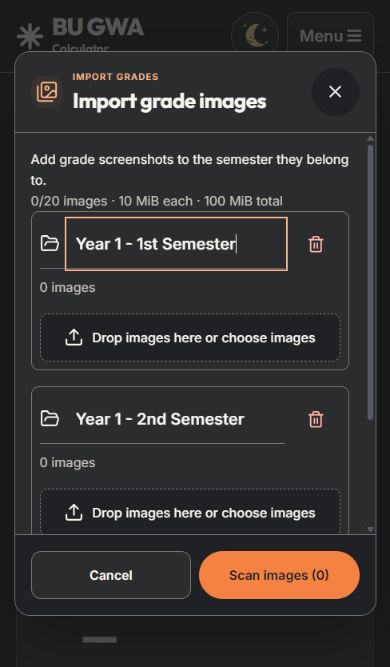 BU GWA
Calculator
Menu
IMPORT GRADES
Import grade images
Add grade screenshots to the semester they belong
to.
0/20 images · 10 MiB each · 100 MiB total
Year 1 - 1st Semester
0 images
Drop images here or choose images
Year 1 - 2nd Semester
0 images
Drop images here or choose images
Cancel
Scan images (0)